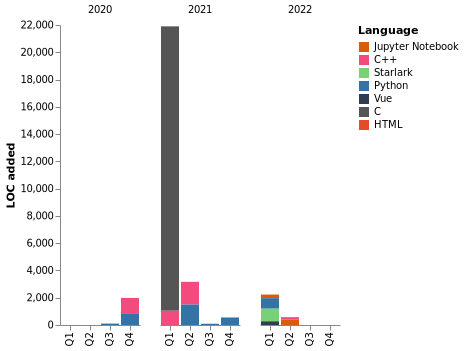 2020 2021 2022
22,000
20,000
18,000
16,000
14,000
12,000
10,000
8,000
6,000
4,000
2,000
0
LOC added
Q1 Q2 Q3 Q4 Q1 Q2 Q3 Q4 Q1 Q2 Q3 Q4
Language
Jupyter Notebook
C++
Starlark
Python
Vue
C
HTML